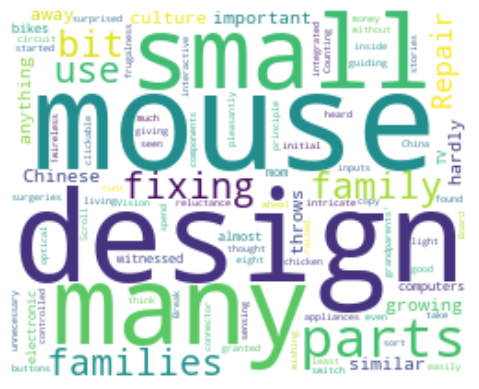 away surprised culture important
bikes
circuit
started
frugalness
interactive
integrated
Counting
money
without
inside
guiding
stories
Repair
bit small
use
anything
mouse
wireless
clickable
much
giving
seen
components
pleasantly
principle
heard
initial
China
TV
hardly
Chinese fixing mom family
inputs
surgeries
runs
living
Vision
reluctance
wheel
raised
intricate
copy
found
grandparents'
optical
Scroll
spend
almost
witnessed
thought
eight
throws
chicken
light
Board
good
computers
design
many
unnecessary
controlled
electronic
think
Break
connector
granted
sensing
wishing
appliances
even
growing
take
parts
buttons
families
least
switch
sort
similar
easily